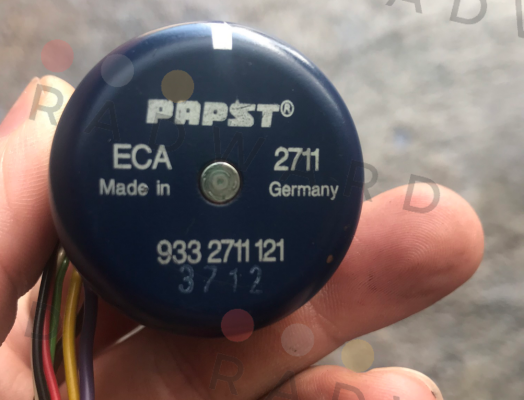 PAPST®
ECA 2711
Made in Germany
933 2711 121
3712